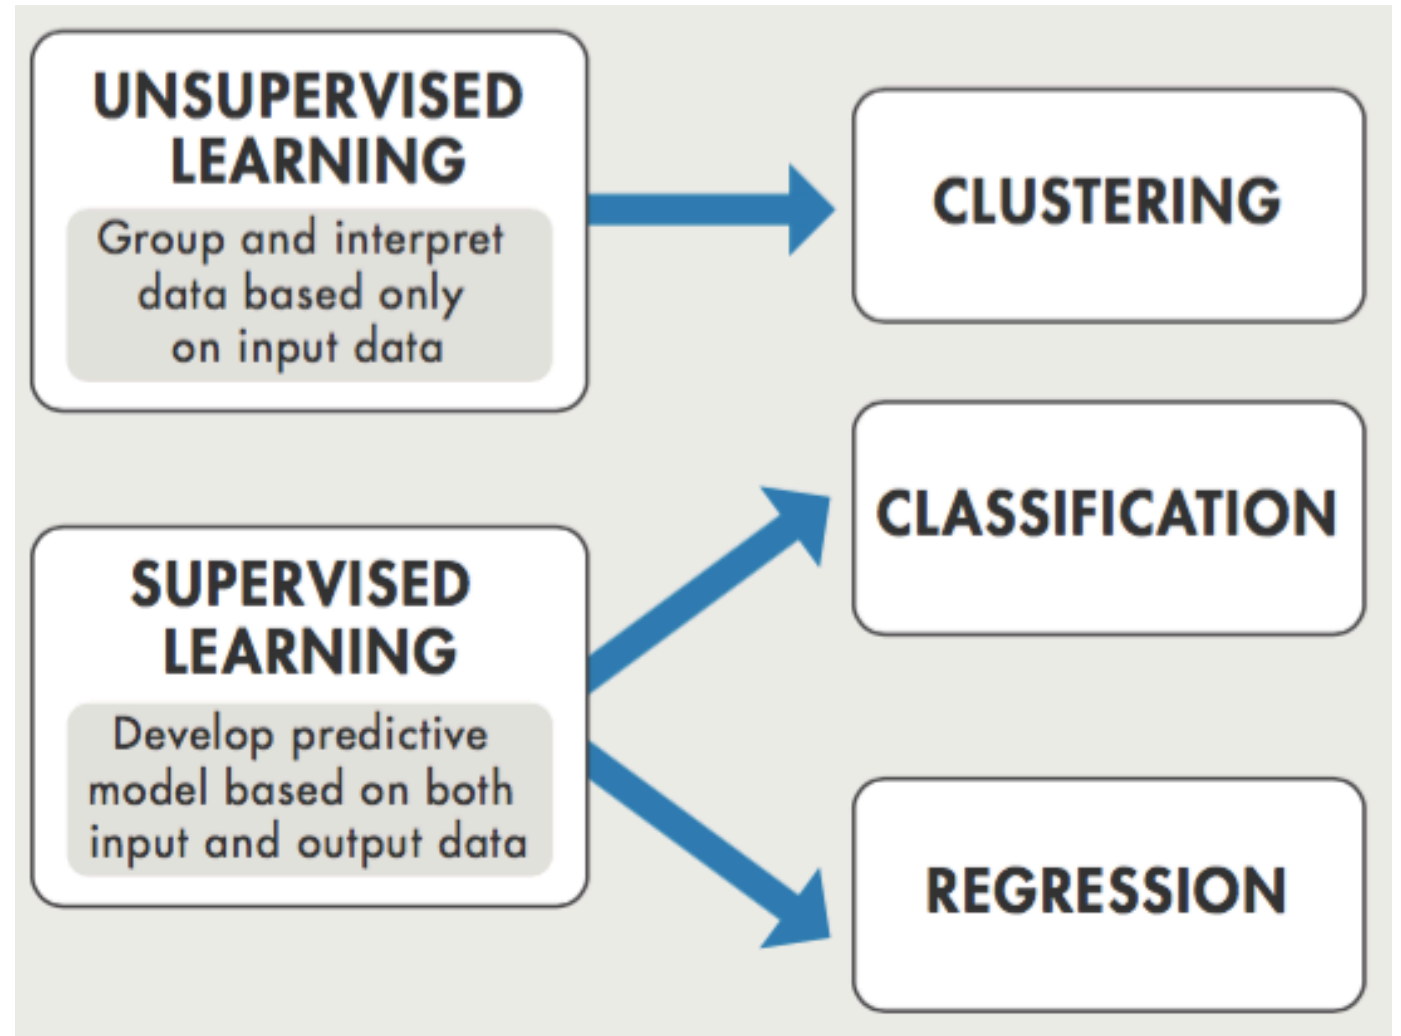 UNSUPERVISED
LEARNING
Group and interpret
data based only
on input data
CLUSTERING
SUPERVISED
LEARNING
Develop predictive
model based on both
input and output data
CLASSIFICATION
REGRESSION